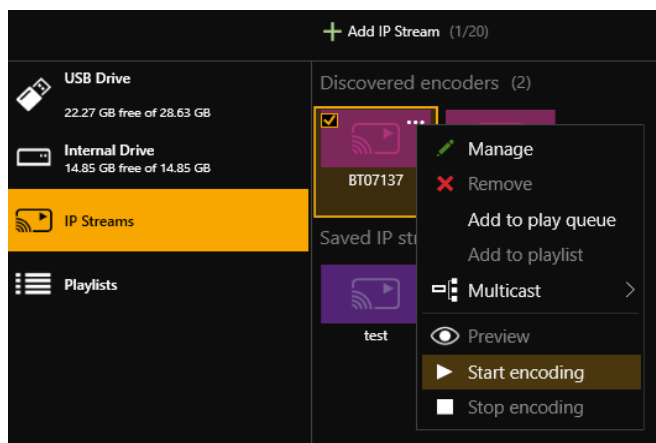 Add IP Stream (1/20)
USB Drive
22.27 GB free of 28.63 GB
Internal Drive
14.85 GB free of 14.85 GB
IP Streams
Playlists
Discovered encoders (2)
BT07137
Saved IP str
test
Manage
Remove
Add to play queue
Add to playlist
Multicast
Preview
Start encoding
Stop encoding